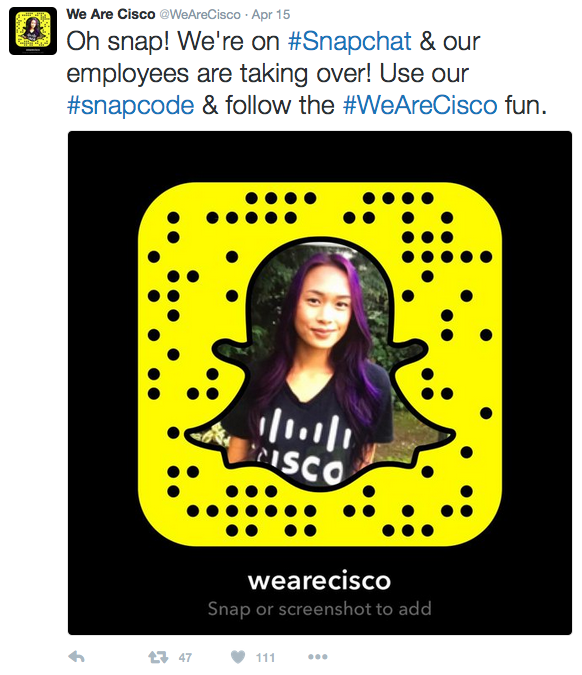 We Are Cisco @WeAreCisco · Apr 15
Oh snap! We're on #Snapchat & our
employees are taking over! Use our
#snapcode & follow the #WeAreCisco fun.
CISCO
wearecisco
Snap or screenshot to add
47 111